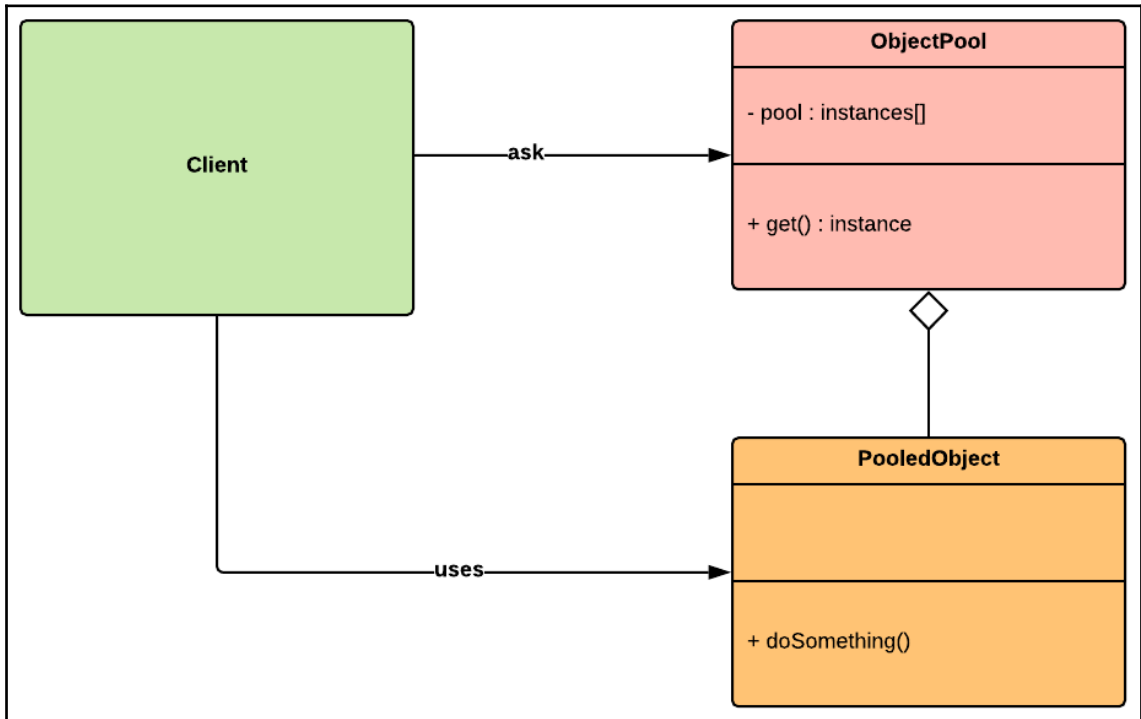 Client
ask
ObjectPool
- pool : instances[]
+ get() : instance
uses
PooledObject
+ doSomething()